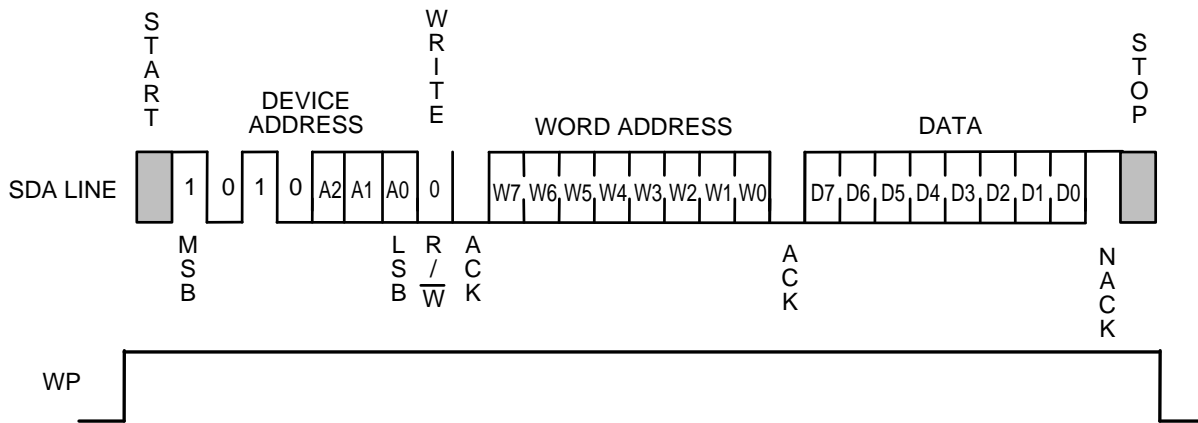 START
WRITE
STOP
DEVICE
ADDRESS
WORD ADDRESS
DATA
SDA LINE
1 0 1 0 A2 A1 A0 0 W7 W6 W5 W4 W3 W2 W1 W0 D7 D6 D5 D4 D3 D2 D1 D0
MSB
LSB
R/W
ACK
ACK
NACK
WP